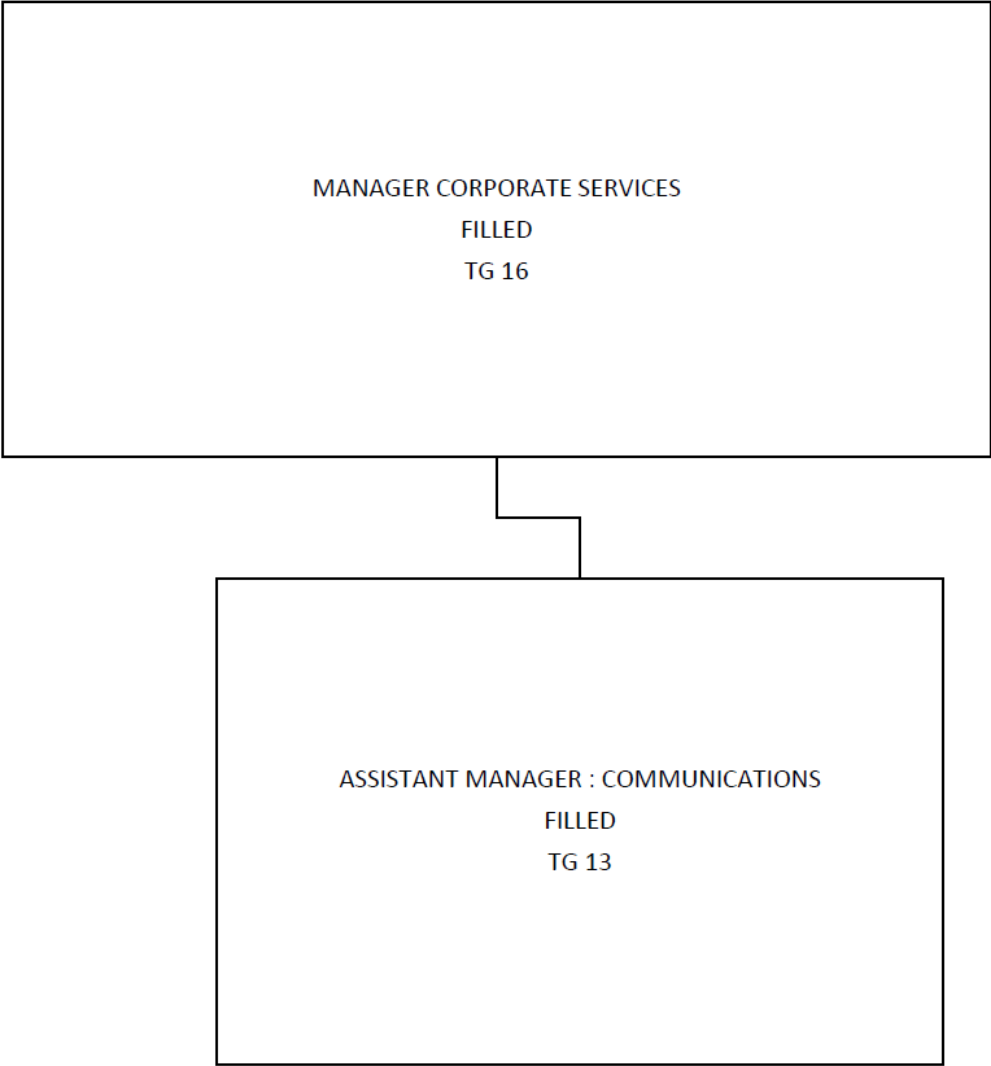 MANAGER CORPORATE SERVICES
FILLED
TG 16
ASSISTANT MANAGER : COMMUNICATIONS
FILLED
TG 13